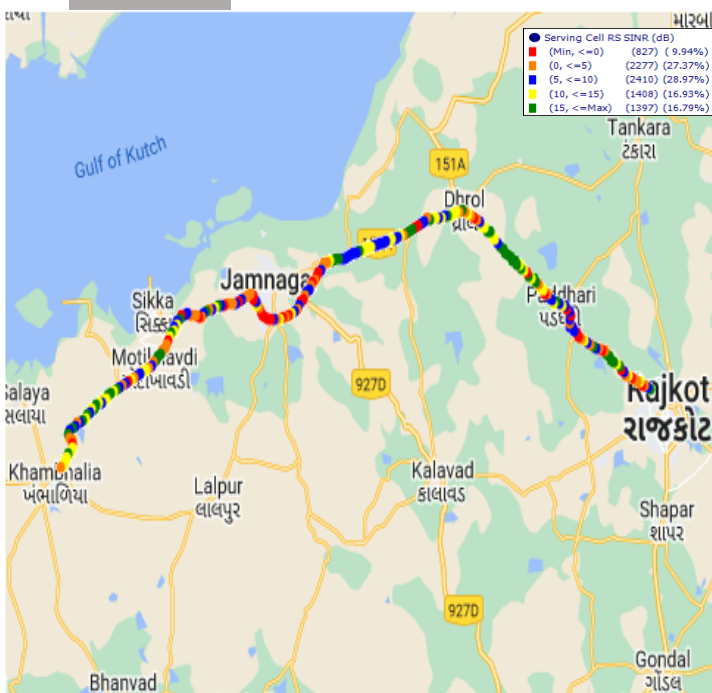 મોરબી
Serving Cell RS SINR (dB)
(Min, <=0) (827) ( 9.94%)
(0, <=5) (2277) (27.37%)
(5, <=10) (2410) (28.97%)
(10, <=15) (1408) (16.93%)
(15, <=Max) (1397) (16.79%)
Tankara
ટંકારા
Gulf of Kutch
151A
Dhrol
ધ્રોલ
Jamnaga
Sikka
સિક્કા
Paddhari
પડધરી
Motikhavdi
મોટીખાવડી
927D
Salaya
સલાયા
Rajkot
રાજકોટ
Khambhalia
ખંભાળિયા
Lalpur
લાલપુર
Kalavad
કાલાવડ
Shapar
શાપર
927D
Gondal
ગોંડલ
Bhanvad